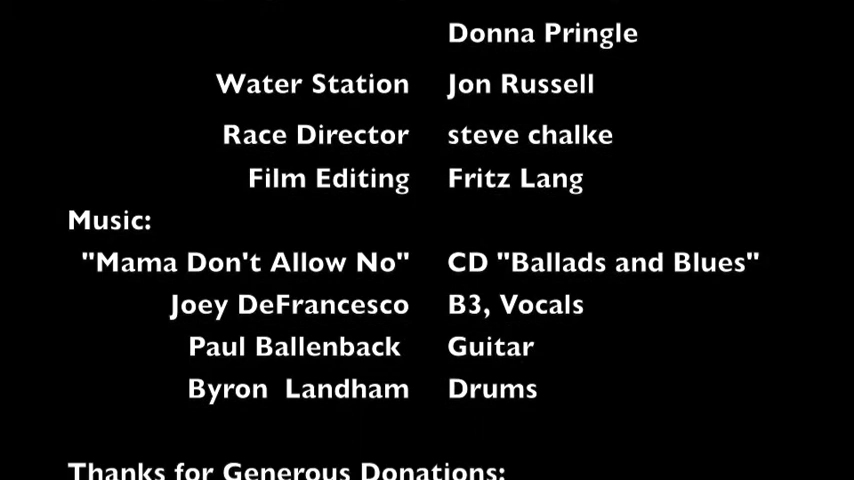 Donna Pringle
Water Station Jon Russell
Race Director steve chalke
Film Editing Fritz Lang
Music:
"Mama Don't Allow No" CD "Ballads and Blues"
Joey DeFrancesco B3, Vocals
Paul Ballenback Guitar
Byron Landham Drums
Thanks for Generous Donations: